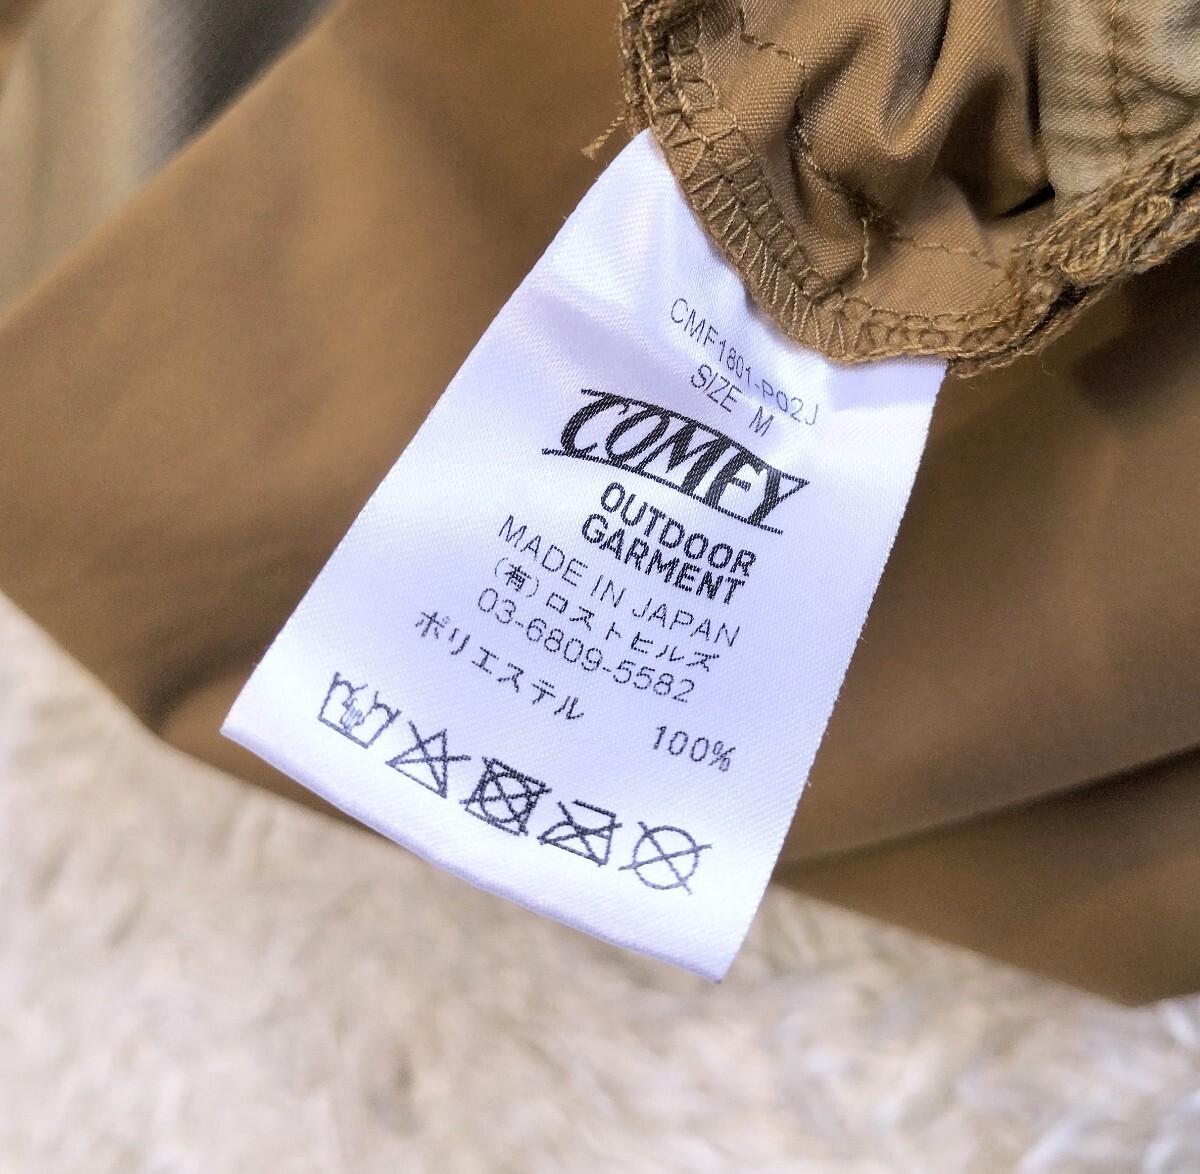 CMF1801-P02J
SIZE M
COMFY
OUTDOOR
GARMENT
MADE IN JAPAN
(有)ロストヒルズ
03-6809-5582
ポリエステル 100%